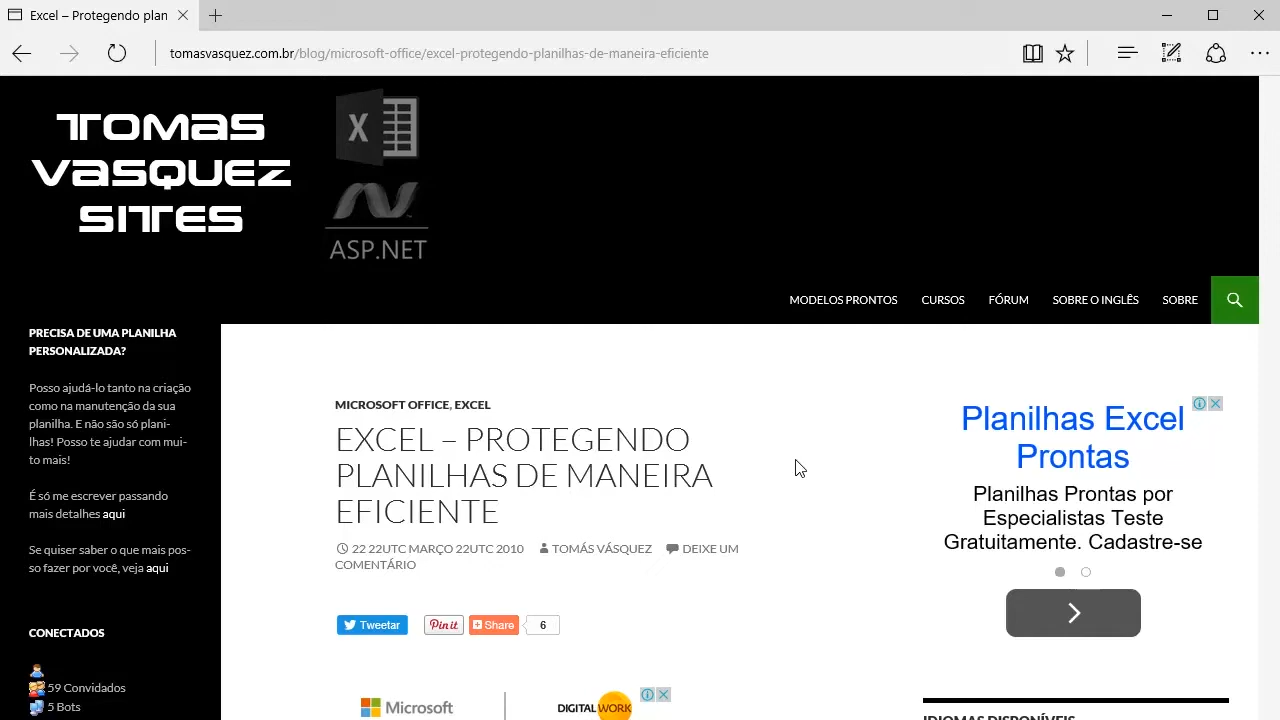 Excel – Protegendo plan
tomasvasquez.com.br/blog/microsoft-office/excel-protegendo-planilhas-de-maneira-eficiente
TOMAS
VASQUEZ
SITES
X
ASP.NET
MODELOS PRONTOS
CURSOS
FÓRUM
SOBRE O INGLÊS
SOBRE
PRECISA DE UMA PLANILHA
PERSONALIZADA?
Posso ajudá-lo tanto na criação
como na manutenção da sua
planilha. E não são só plani-
lhas! Posso te ajudar com mui-
to mais!
É só me escrever passando
mais detalhes aqui
Se quiser saber o que mais pos-
so fazer por você, veja aqui
CONECTADOS
59 Convidados
5 Bots
MICROSOFT OFFICE, EXCEL
EXCEL – PROTEGENDO
PLANILHAS DE MANEIRA
EFICIENTE
22 22UTC MARÇO 22UTC 2010
TOMÁS VÁSQUEZ
DEIXE UM
COMENTÁRIO
Tweetar
Pin it
Share
6
Microsoft
DIGITALWORK
Planilhas Excel
Prontas
Planilhas Prontas por
Especialistas Teste
Gratuitamente. Cadastre-se
IDIOMAS DISPONÍVEIS